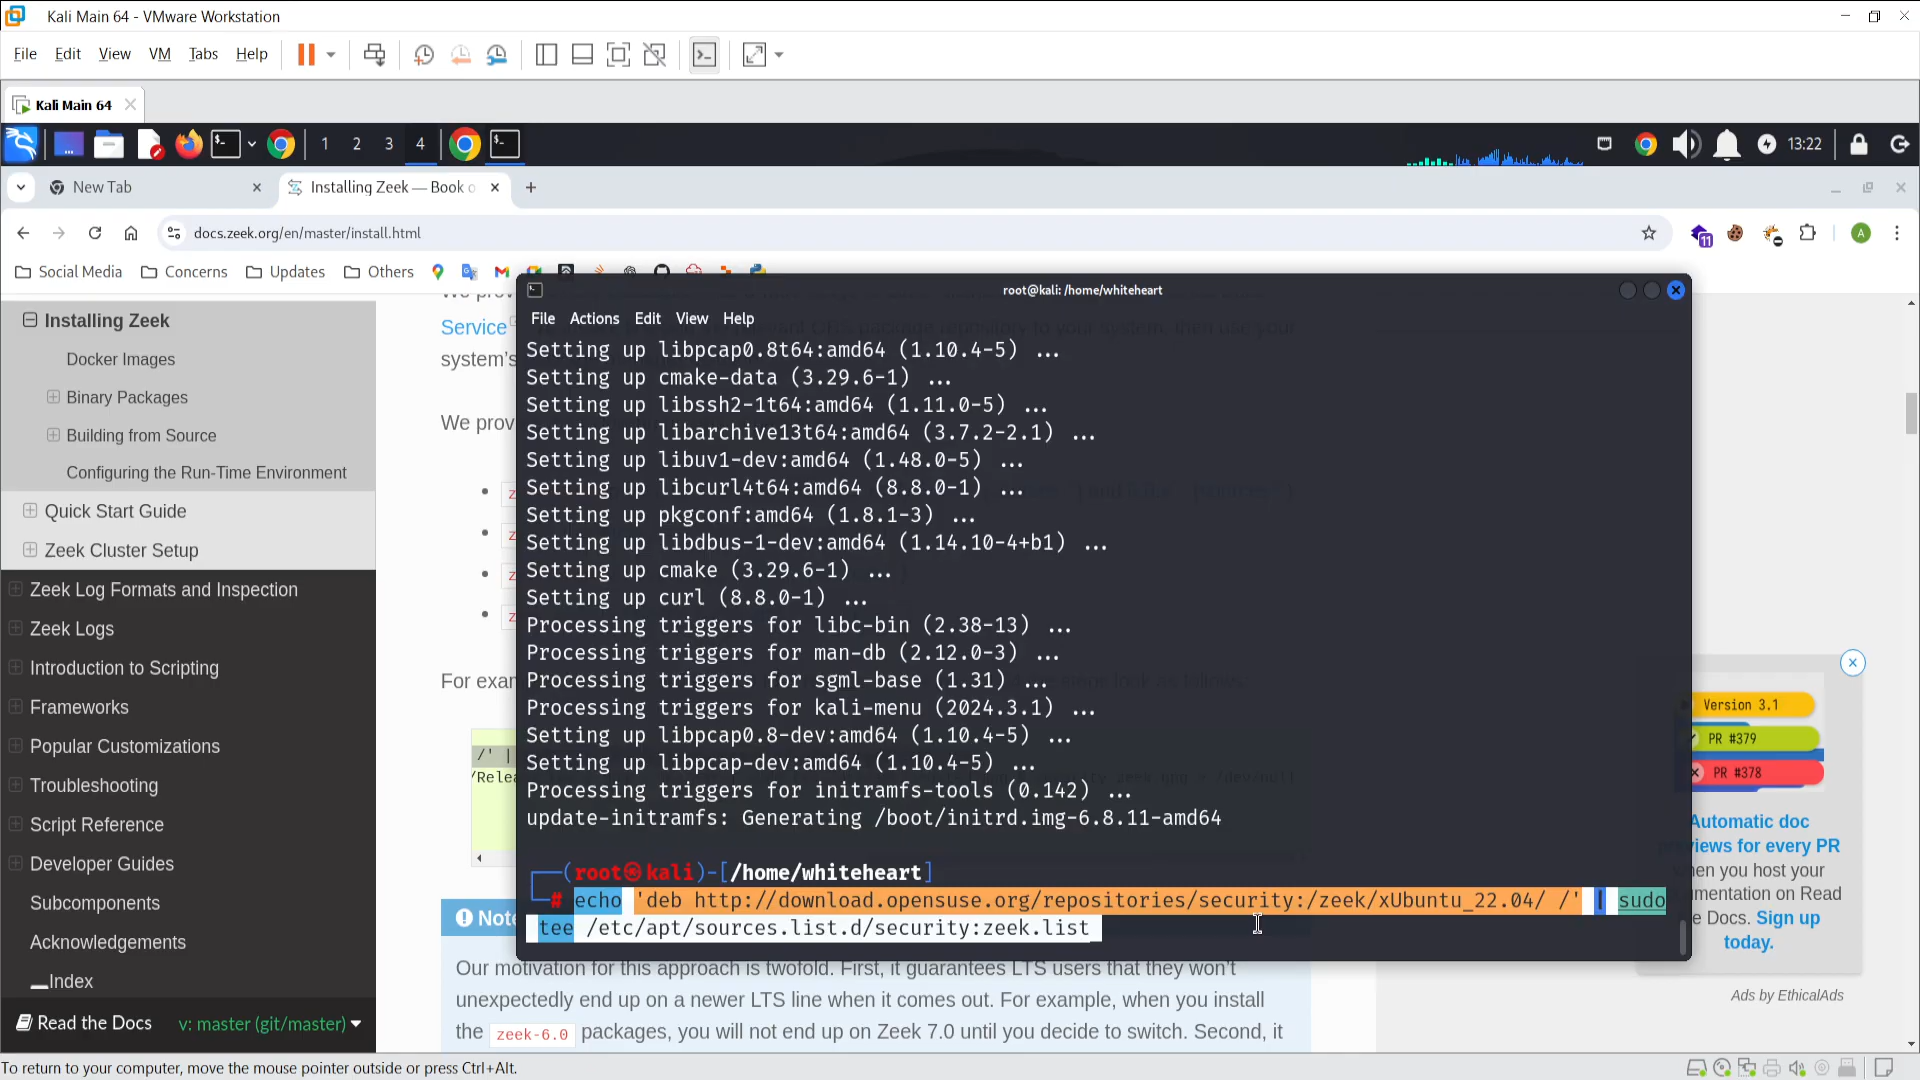 Kali Main 64 - VMware Workstation
File Edit View VM Tabs Help
Kali Main 64
1 2 3 4 13:22
New Tab Installing Zeek — Book o
docs.zeek.org/en/master/install.html 11 A
Social Media Concerns Updates Others
root@kali: /home/whiteheart
File Actions Edit View Help
Installing Zeek
Docker Images
Binary Packages
Building from Source
Configuring the Run-Time Environment
Quick Start Guide
Zeek Cluster Setup
Zeek Log Formats and Inspection
Zeek Logs
Introduction to Scripting
Frameworks
Popular Customizations
Troubleshooting
Script Reference
Developer Guides
Subcomponents
Acknowledgements
Index
Read the Docs v: master (git/master)
Service
system's
We prov
For exam
/' |
/Relea
Setting up libpcap0.8t64:amd64 (1.10.4-5) ...
Setting up cmake-data (3.29.6-1) ...
Setting up libssh2-1t64:amd64 (1.11.0-5) ...
Setting up libarchive13t64:amd64 (3.7.2-2.1) ...
Setting up libuv1-dev:amd64 (1.48.0-5) ...
Setting up libcurl4t64:amd64 (8.8.0-1) ...
Setting up pkgconf:amd64 (1.8.1-3) ...
Setting up libdbus-1-dev:amd64 (1.14.10-4+b1) ...
Setting up cmake (3.29.6-1) ...
Setting up curl (8.8.0-1) ...
Processing triggers for libc-bin (2.38-13) ...
Processing triggers for man-db (2.12.0-3) ...
Processing triggers for sgml-base (1.31) ...
Processing triggers for kali-menu (2024.3.1) ...
Setting up libpcap0.8-dev:amd64 (1.10.4-5) ...
Setting up libpcap-dev:amd64 (1.10.4-5) ...
Processing triggers for initramfs-tools (0.142) ...
update-initramfs: Generating /boot/initrd.img-6.8.11-amd64
(root㉿kali)-[/home/whiteheart]
# echo 'deb http://download.opensuse.org/repositories/security:/zeek/xUbuntu_22.04/ /' | sudo
tee /etc/apt/sources.list.d/security:zeek.list
Note
Our motivation for this approach is twofold. First, it guarantees LTS users that they won't
unexpectedly end up on a newer LTS line when it comes out. For example, when you install
the zeek-6.0 packages, you will not end up on Zeek 7.0 until you decide to switch. Second, it
Version 3.1
PR #379
PR #378
Automatic doc
views for every PR
en you host your
umentation on Read
e Docs. Sign up
today.
Ads by EthicalAds
To return to your computer, move the mouse pointer outside or press Ctrl+Alt.